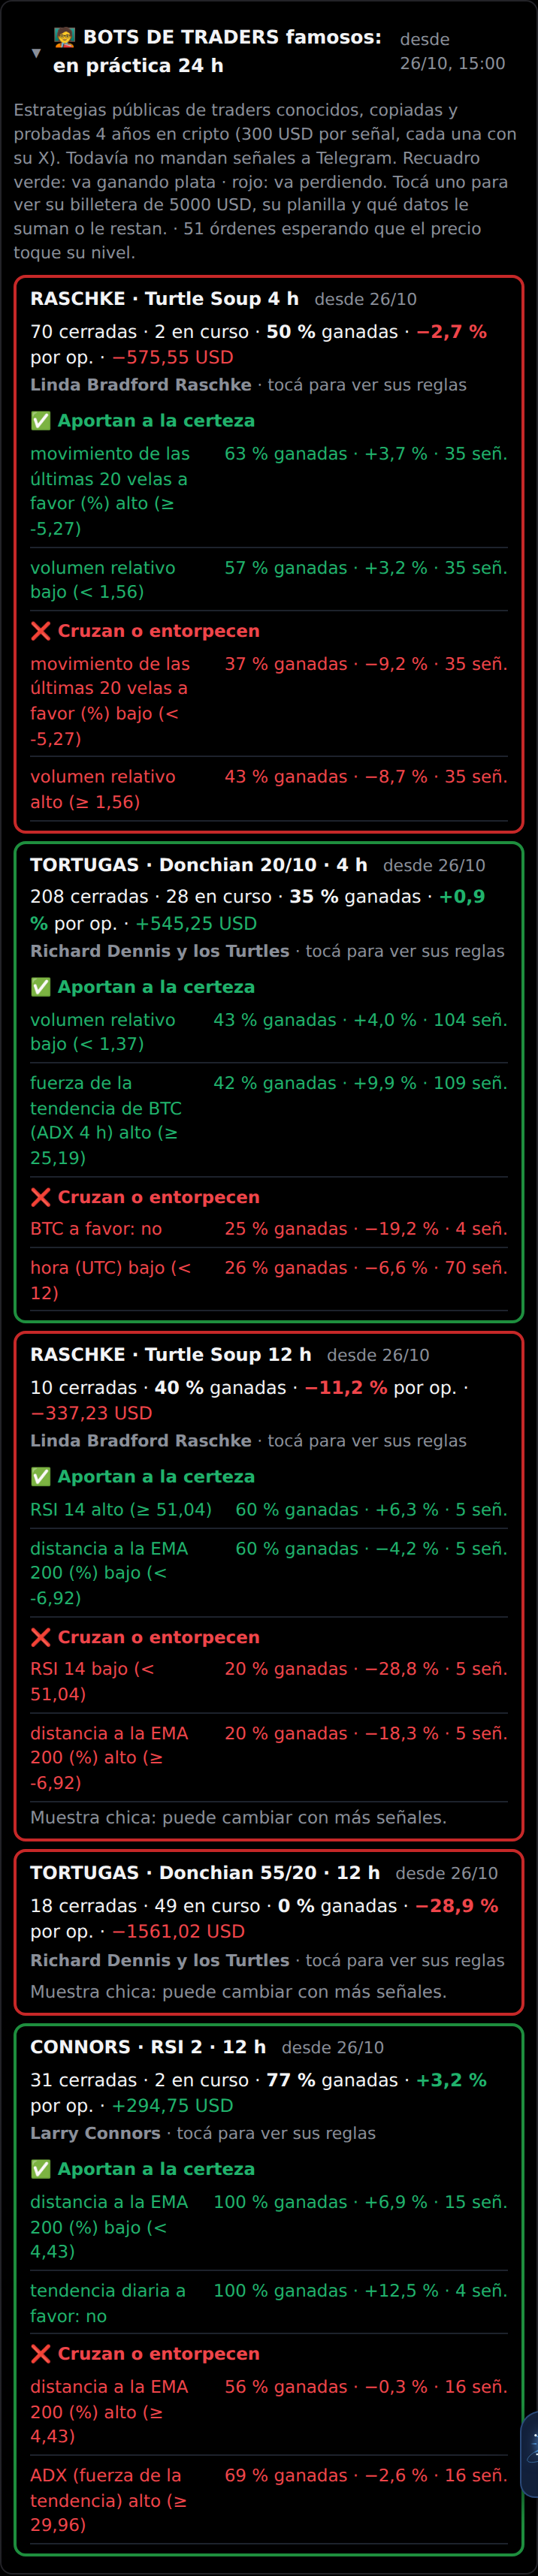 ▼ 🧑‍🏫 BOTS DE TRADERS famosos: desde
en práctica 24 h 26/10, 15:00
Estrategias públicas de traders conocidos, copiadas y
probadas 4 años en cripto (300 USD por señal, cada una con
su X). Todavía no mandan señales a Telegram. Recuadro
verde: va ganando plata · rojo: va perdiendo. Tocá uno para
ver su billetera de 5000 USD, su planilla y qué datos le
suman o le restan. · 51 órdenes esperando que el precio
toque su nivel.
RASCHKE · Turtle Soup 4 h desde 26/10
70 cerradas · 2 en curso · 50 % ganadas · −2,7 %
por op. · −575,55 USD
Linda Bradford Raschke · tocá para ver sus reglas
✅ Aportan a la certeza
movimiento de las 63 % ganadas · +3,7 % · 35 señ.
últimas 20 velas a
favor (%) alto (≥
-5,27)
volumen relativo 57 % ganadas · +3,2 % · 35 señ.
bajo (< 1,56)
❌ Cruzan o entorpecen
movimiento de las 37 % ganadas · −9,2 % · 35 señ.
últimas 20 velas a
favor (%) bajo (<
-5,27)
volumen relativo 43 % ganadas · −8,7 % · 35 señ.
alto (≥ 1,56)
TORTUGAS · Donchian 20/10 · 4 h desde 26/10
208 cerradas · 28 en curso · 35 % ganadas · +0,9
% por op. · +545,25 USD
Richard Dennis y los Turtles · tocá para ver sus reglas
✅ Aportan a la certeza
volumen relativo 43 % ganadas · +4,0 % · 104 señ.
bajo (< 1,37)
fuerza de la 42 % ganadas · +9,9 % · 109 señ.
tendencia de BTC
(ADX 4 h) alto (≥
25,19)
❌ Cruzan o entorpecen
BTC a favor: no 25 % ganadas · −19,2 % · 4 señ.
hora (UTC) bajo (< 26 % ganadas · −6,6 % · 70 señ.
12)
RASCHKE · Turtle Soup 12 h desde 26/10
10 cerradas · 40 % ganadas · −11,2 % por op. ·
−337,23 USD
Linda Bradford Raschke · tocá para ver sus reglas
✅ Aportan a la certeza
RSI 14 alto (≥ 51,04) 60 % ganadas · +6,3 % · 5 señ.
distancia a la EMA 60 % ganadas · −4,2 % · 5 señ.
200 (%) bajo (<
-6,92)
❌ Cruzan o entorpecen
RSI 14 bajo (< 20 % ganadas · −28,8 % · 5 señ.
51,04)
distancia a la EMA 20 % ganadas · −18,3 % · 5 señ.
200 (%) alto (≥
-6,92)
Muestra chica: puede cambiar con más señales.
TORTUGAS · Donchian 55/20 · 12 h desde 26/10
18 cerradas · 49 en curso · 0 % ganadas · −28,9 %
por op. · −1561,02 USD
Richard Dennis y los Turtles · tocá para ver sus reglas
Muestra chica: puede cambiar con más señales.
CONNORS · RSI 2 · 12 h desde 26/10
31 cerradas · 2 en curso · 77 % ganadas · +3,2 %
por op. · +294,75 USD
Larry Connors · tocá para ver sus reglas
✅ Aportan a la certeza
distancia a la EMA 100 % ganadas · +6,9 % · 15 señ.
200 (%) bajo (<
4,43)
tendencia diaria a 100 % ganadas · +12,5 % · 4 señ.
favor: no
❌ Cruzan o entorpecen
distancia a la EMA 56 % ganadas · −0,3 % · 16 señ.
200 (%) alto (≥
4,43)
ADX (fuerza de la 69 % ganadas · −2,6 % · 16 señ.
tendencia) alto (≥
29,96)